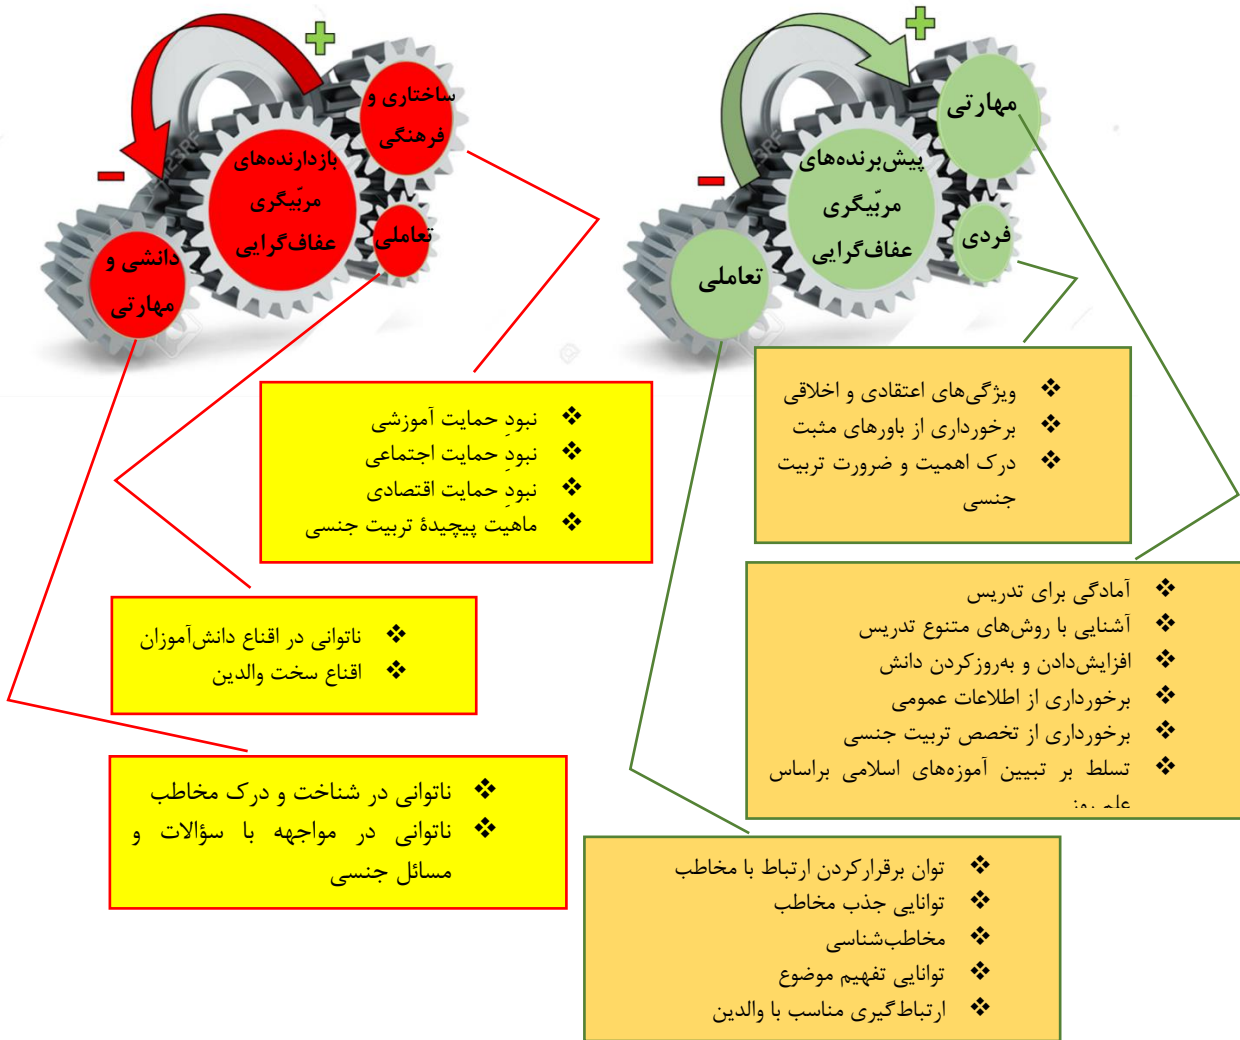 ساختاری و
فرهنگی
بازدارنده‌های
مربّیگری
عفاف‌گرایی
تعاملی
دانشی و
مهارتی
مهارتی
پیش‌برنده‌های
مربّیگری
عفاف‌گرایی
فردی
تعاملی
❖ ویژگی‌های اعتقادی و اخلاقی
❖ برخورداری از باورهای مثبت
❖ درک اهمیت و ضرورت تربیت
جنسی
❖ نبودِ حمایت آموزشی
❖ نبودِ حمایت اجتماعی
❖ نبودِ حمایت اقتصادی
❖ ماهیت پیچیدهٔ تربیت جنسی
❖ آمادگی برای تدریس
❖ آشنایی با روش‌های متنوع تدریس
❖ افزایش‌دادن و به‌روزکردن دانش
❖ برخورداری از اطلاعات عمومی
❖ برخورداری از تخصص تربیت جنسی
❖ تسلط بر تبیین آموزه‌های اسلامی براساس
علم روز
❖ ناتوانی در اقناع دانش‌آموزان
❖ اقناع سخت والدین
❖ ناتوانی در شناخت و درک مخاطب
❖ ناتوانی در مواجهه با سؤالات و
مسائل جنسی
❖ توان برقرارکردن ارتباط با مخاطب
❖ توانایی جذب مخاطب
❖ مخاطب‌شناسی
❖ توانایی تفهیم موضوع
❖ ارتباط‌گیری مناسب با والدین